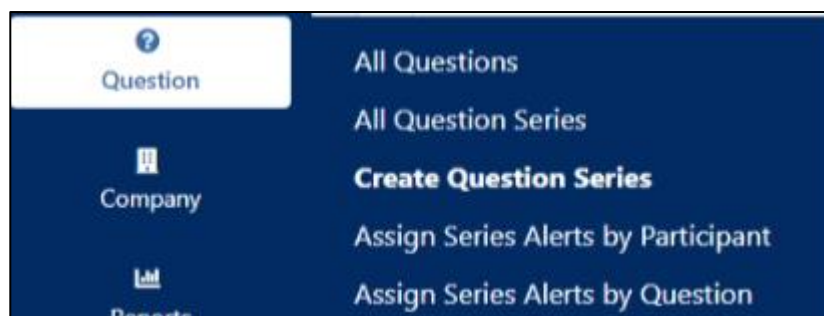 Question
Company
Reports
All Questions
All Question Series
Create Question Series
Assign Series Alerts by Participant
Assign Series Alerts by Question